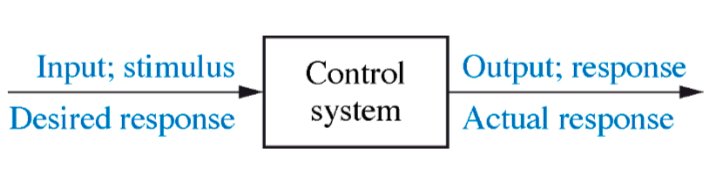 Input; stimulus
Desired response
Control
system
Output; response
Actual response